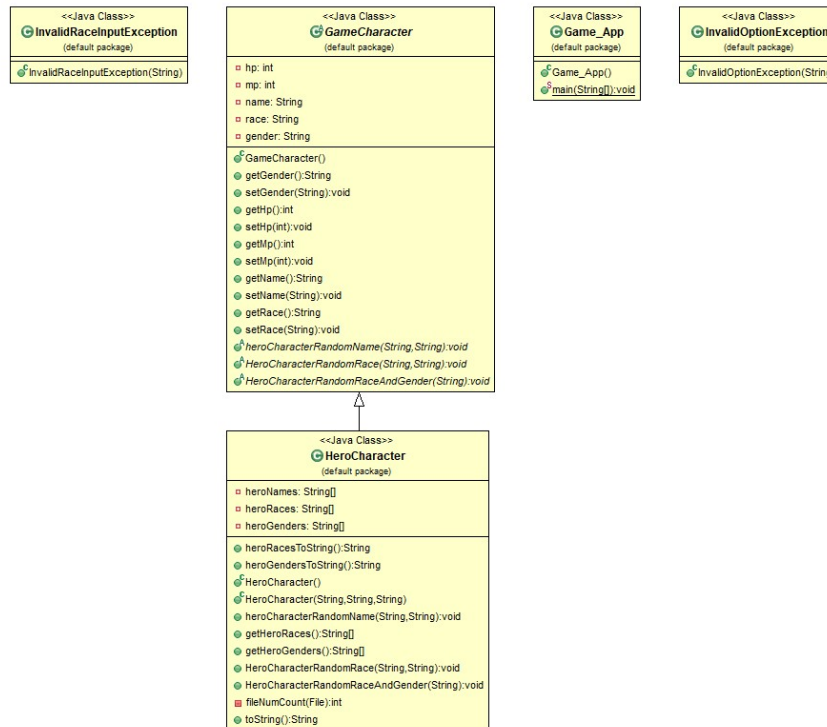 <<Java Class>>
InvalidRaceInputException
(default package)
InvalidRaceInputException(String)
<<Java Class>>
GameCharacter
(default package)
hp: int
mp: int
name: String
race: String
gender: String
GameCharacter()
getGender():String
setGender(String):void
getHp():int
setHp(int):void
getMp():int
setMp(int):void
getName():String
setName(String):void
getRace():String
setRace(String):void
heroCharacterRandomName(String,String):void
HeroCharacterRandomRace(String,String):void
HeroCharacterRandomRaceAndGender(String):void
<<Java Class>>
Game_App
(default package)
Game_App()
main(String[]):void
<<Java Class>>
InvalidOptionException
(default package)
InvalidOptionException(String
<<Java Class>>
HeroCharacter
(default package)
heroNames: String[]
heroRaces: String[]
heroGenders: String[]
heroRacesToString():String
heroGendersToString():String
HeroCharacter()
HeroCharacter(String,String,String)
heroCharacterRandomName(String,String):void
getHeroRaces():String[]
getHeroGenders():String[]
HeroCharacterRandomRace(String,String):void
HeroCharacterRandomRaceAndGender(String):void
fileNumCount(File):int
toString():String